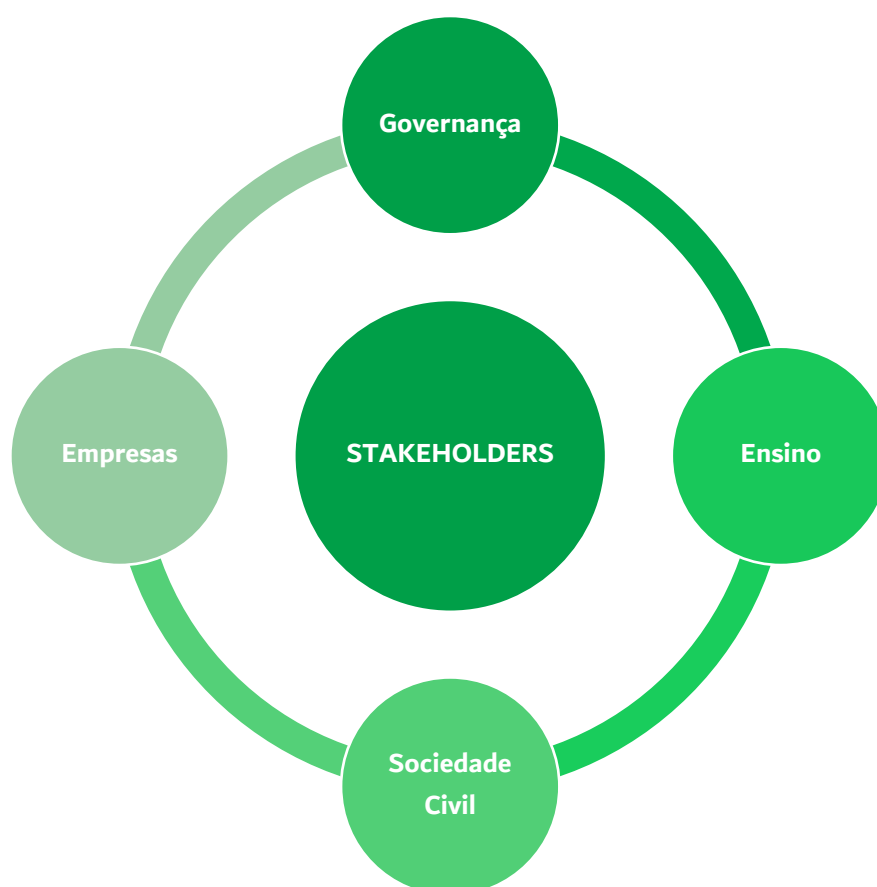 Governança
Empresas
STAKEHOLDERS
Ensino
Sociedade
Civil